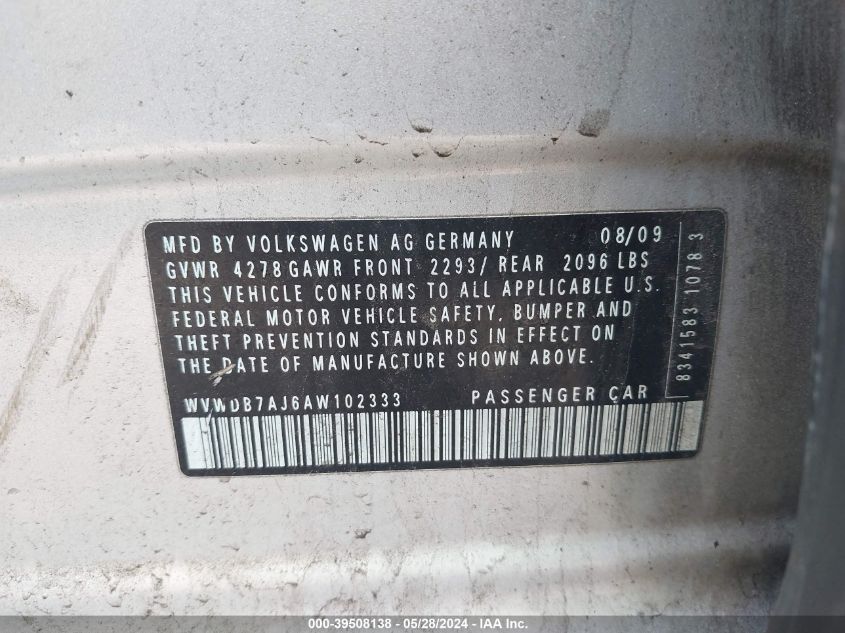 MFD BY VOLKSWAGEN AG GERMANY 08/09
GVWR 4278 GAWR FRONT 2293/ REAR 2096 LBS
THIS VEHICLE CONFORMS TO ALL APPLICABLE U.S.
FEDERAL MOTOR VEHICLE SAFETY, BUMPER AND
THEFT PREVENTION STANDARDS IN EFFECT ON
THE DATE OF MANUFACTURE SHOWN ABOVE.
WVWDB7AJ6AW102333 PASSENGER CAR
8341583 1078 3
000-39508138 - 05/28/2024 - IAA Inc.